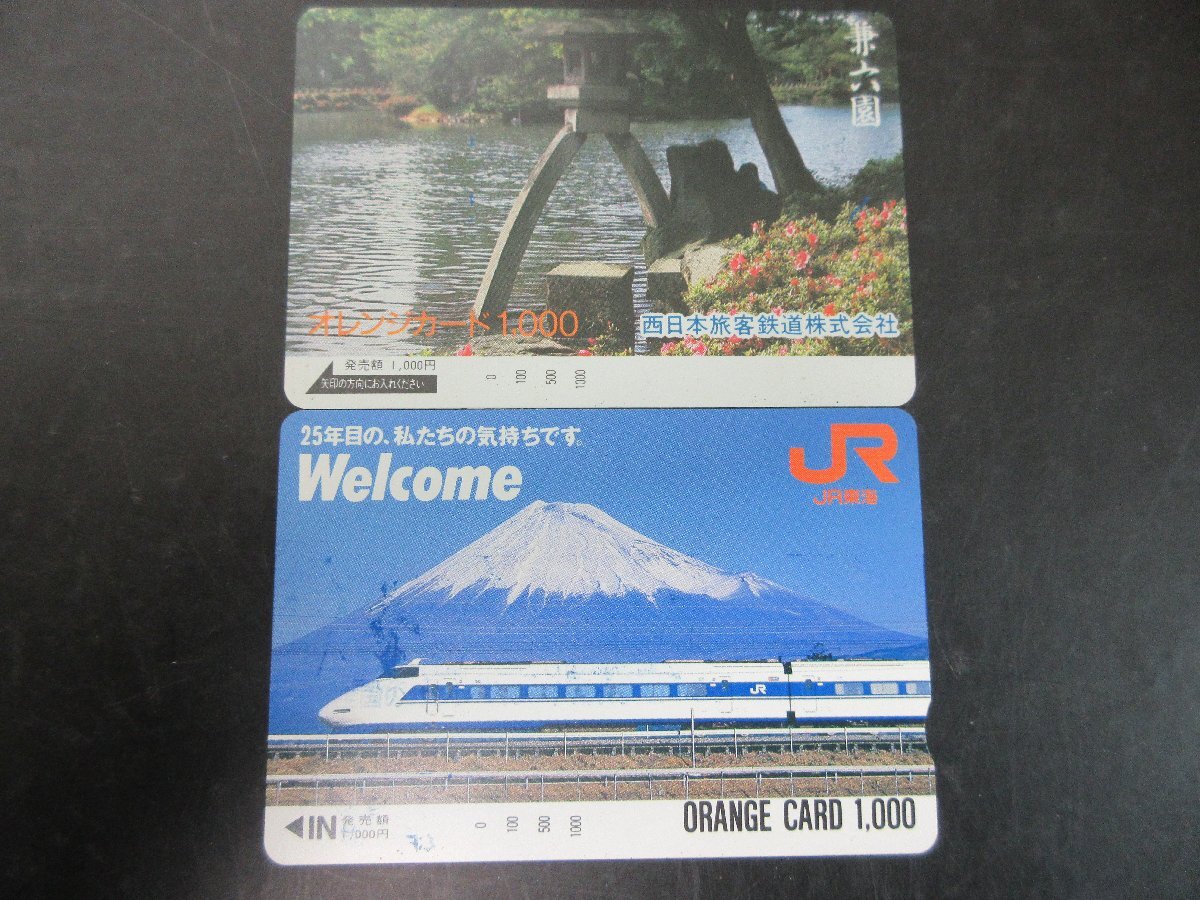 兼六園
オレンジカード1,000
西日本旅客鉄道株式会社
発売額 1,000円
矢印の方向にお入れください
0 100 500 1000
25年目の、私たちの気持ちです。
Welcome
JR
JR東海
JR
IN
発売額
1,000円
0 100 500 1000
ORANGE CARD 1,000